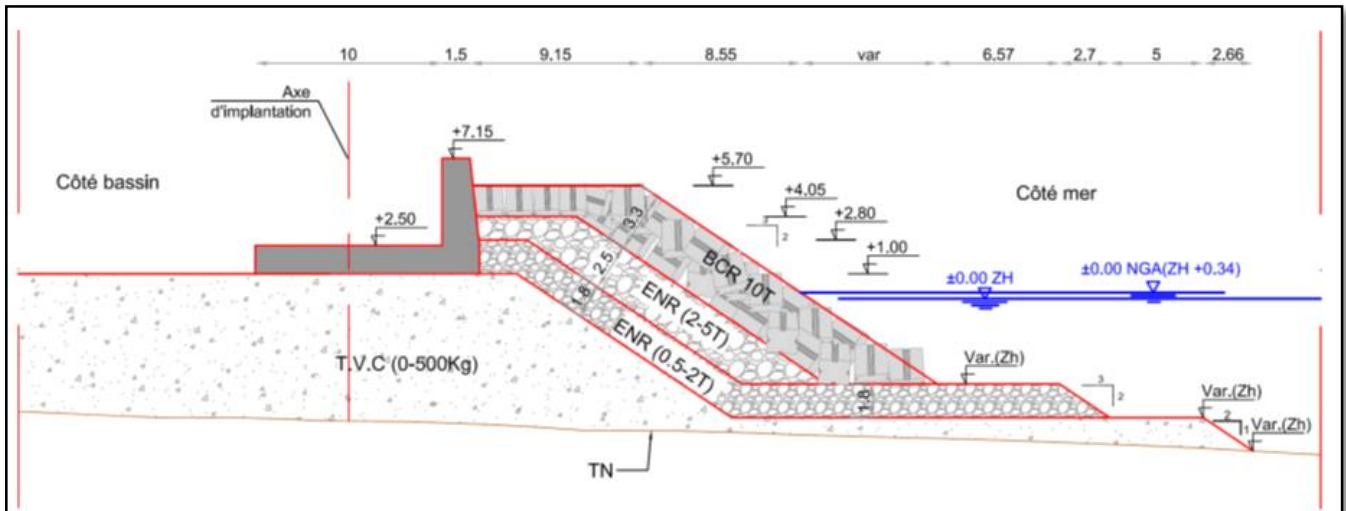 10 1.5 9.15 8.55 var 6.57 2.7 5 2.66
Axe
d'implantation
+7.15
Côté bassin
+5.70
Côté mer
+4.05
3
2
+2.50
+2.80
+1.00
3.3
BCR 10T
2.5
ENR (2-5T)
1.8
ENR (0.5-2T)
±0.00 ZH
±0.00 NGA(ZH +0.34)
T.V.C (0-500Kg)
Var.(Zh)
1.8
3
2
Var.(Zh)
2
1
Var.(Zh)
TN